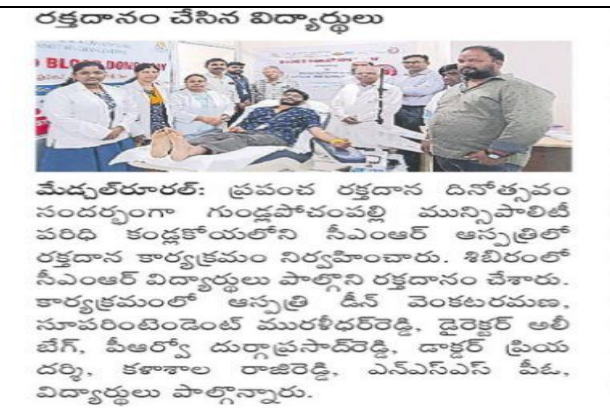 రక్తదానం చేసిన విద్యార్థులు
BLOOD DONO
మేడ్చల్‌రూరల్: ప్రపంచ రక్తదాన దినోత్సవం
సందర్భంగా గుండ్లపోచంపల్లి మున్సిపాలిటీ
పరిధి కండ్లకోయలోని సీఎంఆర్ ఆస్పత్రిలో
రక్తదాన కార్యక్రమం నిర్వహించారు. శిబిరంలో
సీఎంఆర్ విద్యార్థులు పాల్గొని రక్తదానం చేశారు.
కార్యక్రమంలో ఆస్పత్రి డీన్ వెంకటరమణ,
సూపరింటెండెంట్ మురళీధర్‌రెడ్డి, డైరెక్టర్ అలీ
బేగ్, పీఆర్వో దుర్గాప్రసాద్‌రెడ్డి, డాక్టర్ ప్రియ
దర్శి, కళాశాల రాజిరెడ్డి, ఎన్ఎస్ఎస్ పీఓ,
విద్యార్థులు పాల్గొన్నారు.